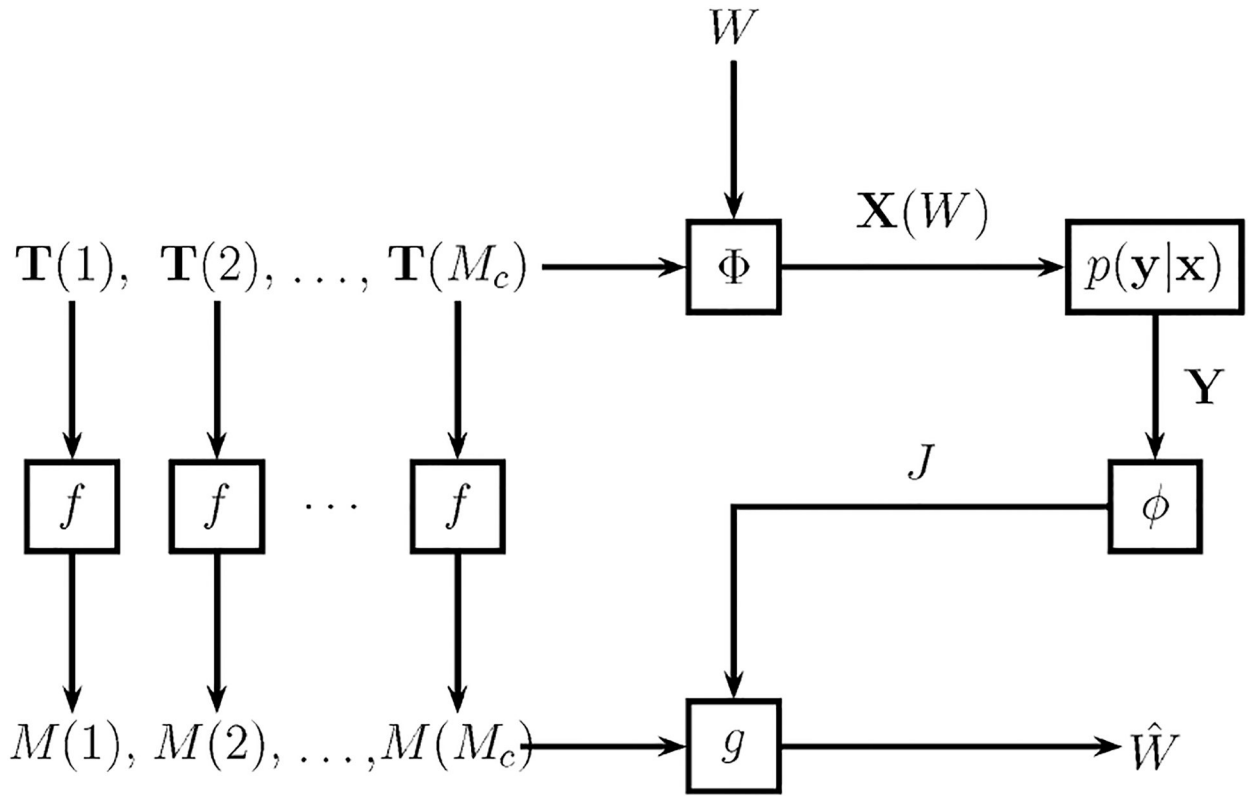 W
X(W)
T(1), T(2), ..., T(M_c)
Φ
p(y|x)
Y
J
f
f
...
f
ϕ
M(1), M(2), ..., M(M_c)
g
Ŵ